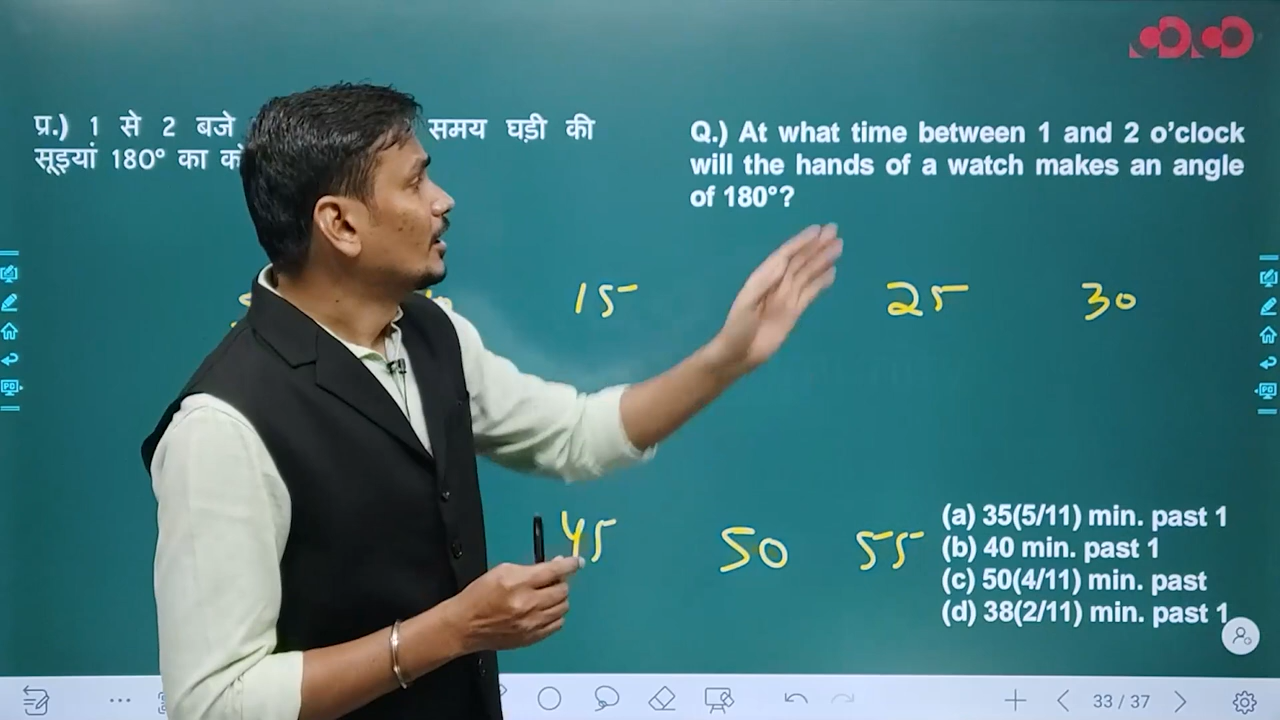 प्र.) 1 से 2 बजे समय घड़ी की
सूइयां 180° का
Q.) At what time between 1 and 2 o'clock
will the hands of a watch makes an angle
of 180°?
15 25 30
45 50 55
(a) 35(5/11) min. past 1
(b) 40 min. past 1
(c) 50(4/11) min. past
(d) 38(2/11) min. past 1
33 / 37